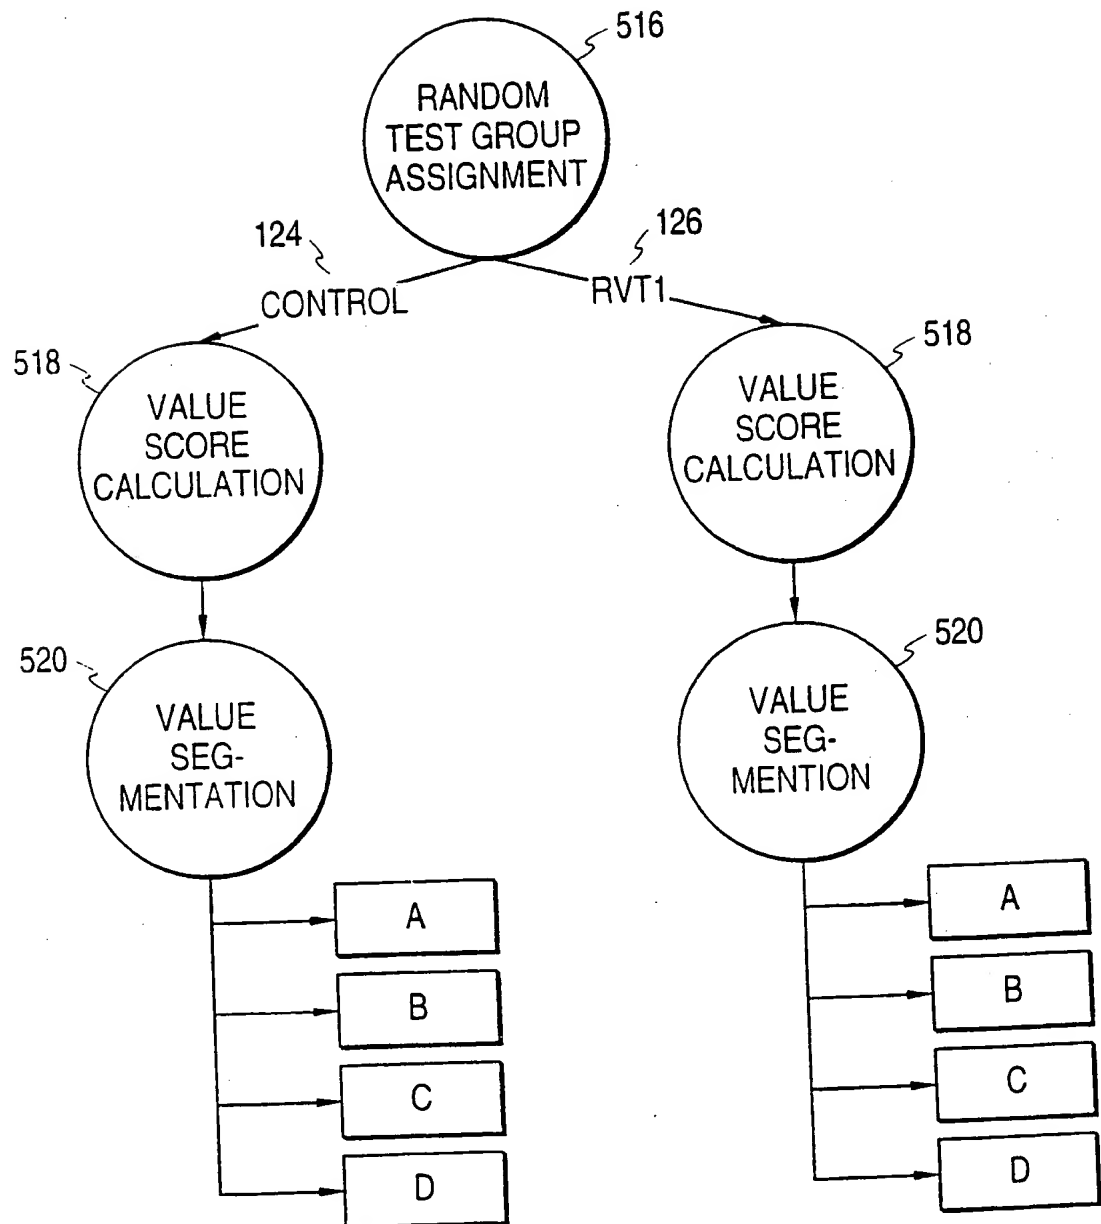 516
RANDOM
TEST GROUP
ASSIGNMENT
124
126
CONTROL
RVT1
518
VALUE
SCORE
CALCULATION
518
VALUE
SCORE
CALCULATION
520
VALUE
SEG-
MENTATION
520
VALUE
SEG-
MENTION
A
B
C
D
A
B
C
D